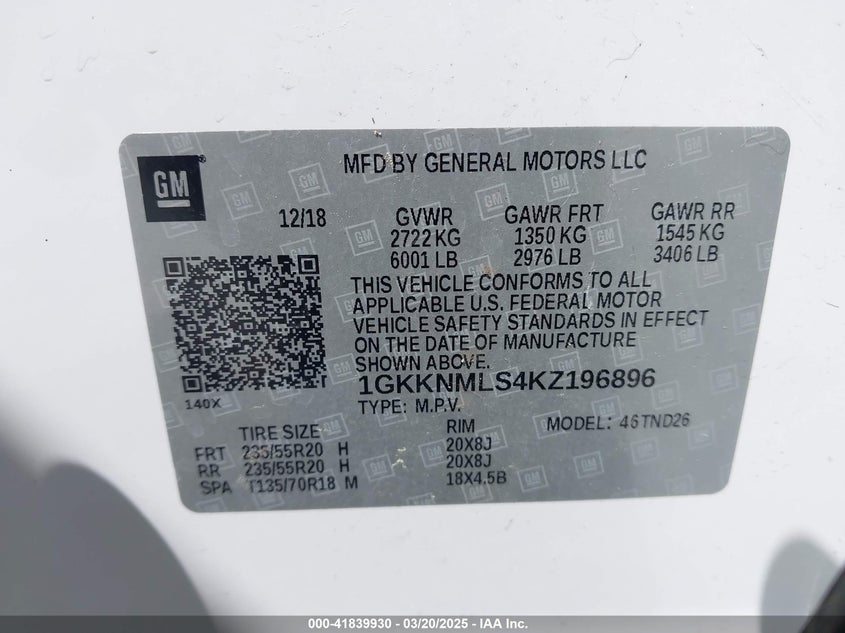 GM
MFD BY GENERAL MOTORS LLC
12/18 GVWR GAWR FRT GAWR RR
2722 KG 1350 KG 1545 KG
6001 LB 2976 LB 3406 LB
THIS VEHICLE CONFORMS TO ALL
APPLICABLE U.S. FEDERAL MOTOR
VEHICLE SAFETY STANDARDS IN EFFECT
ON THE DATE OF MANUFACTURE
SHOWN ABOVE.
1GKKNMLS4KZ196896
140X
TYPE: M.P.V. MODEL: 46TND26
TIRE SIZE RIM
FRT 235/55R20 H 20X8J
RR 235/55R20 H 20X8J
SPA T135/70R18 M 18X4.5B
000-41839930 - 03/20/2025 - IAA Inc.